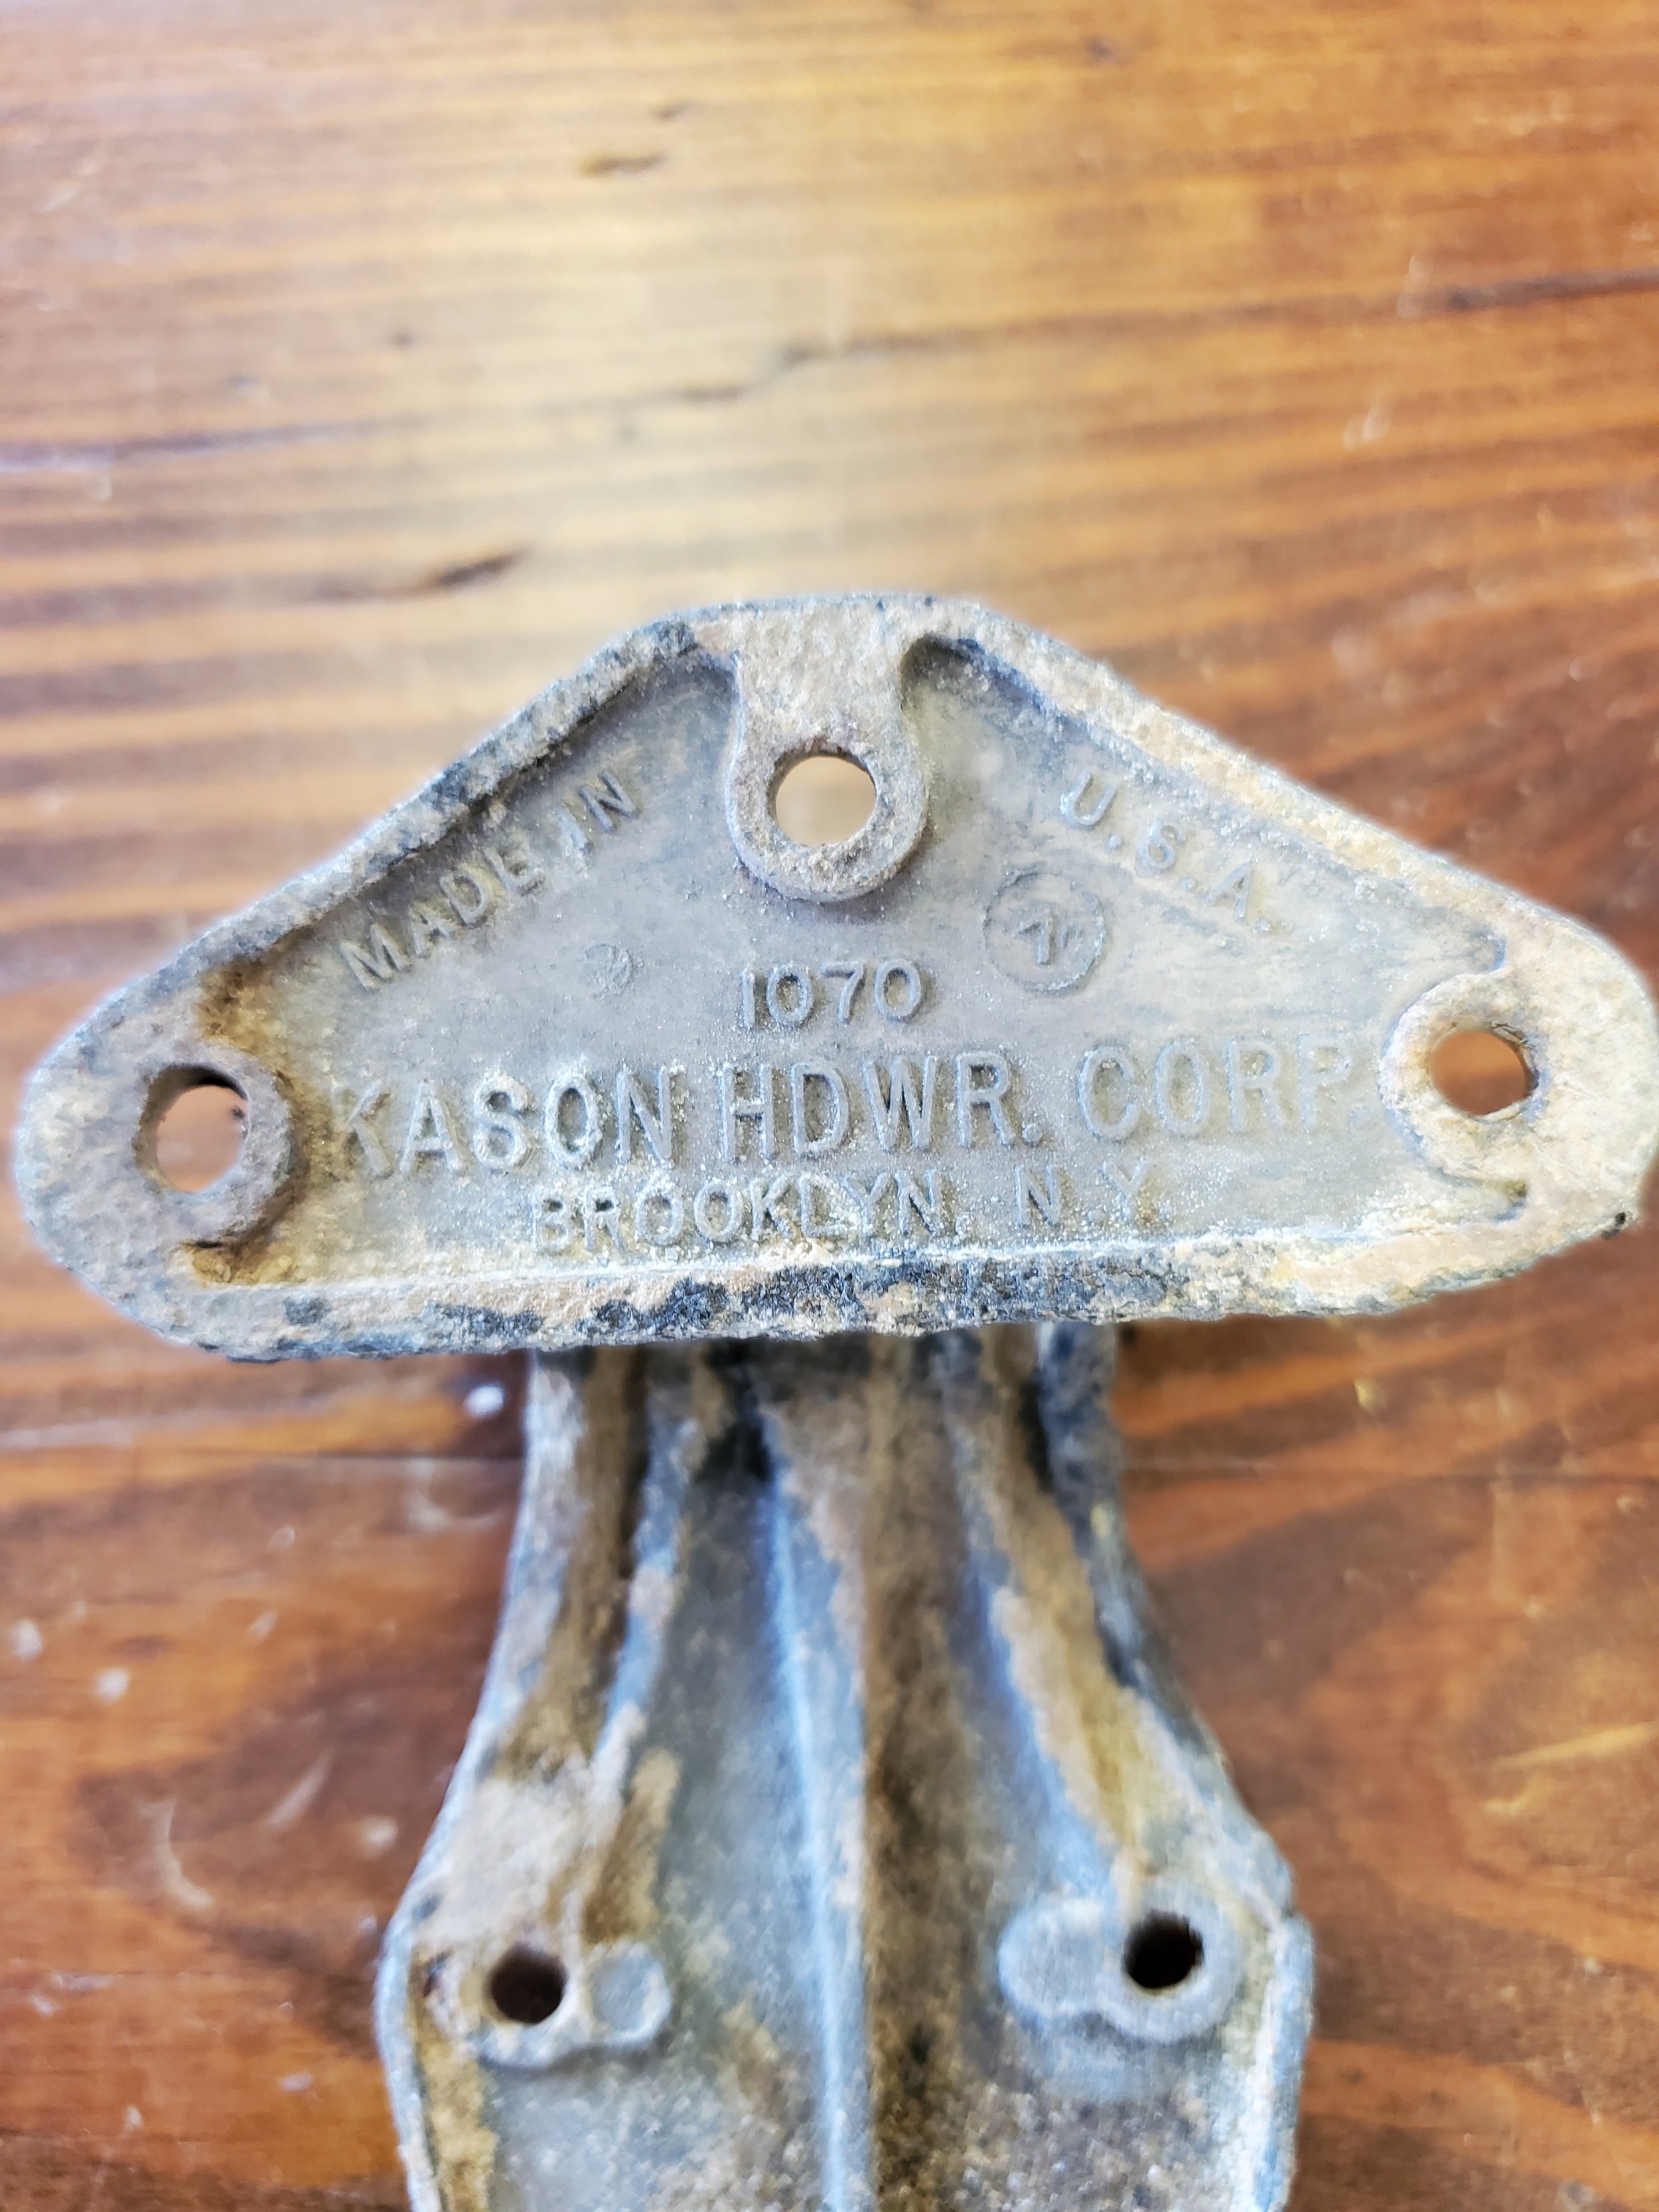 MADE IN U.S.A.
1070
KASON HDWR. CORP.
BROOKLYN, N.Y.